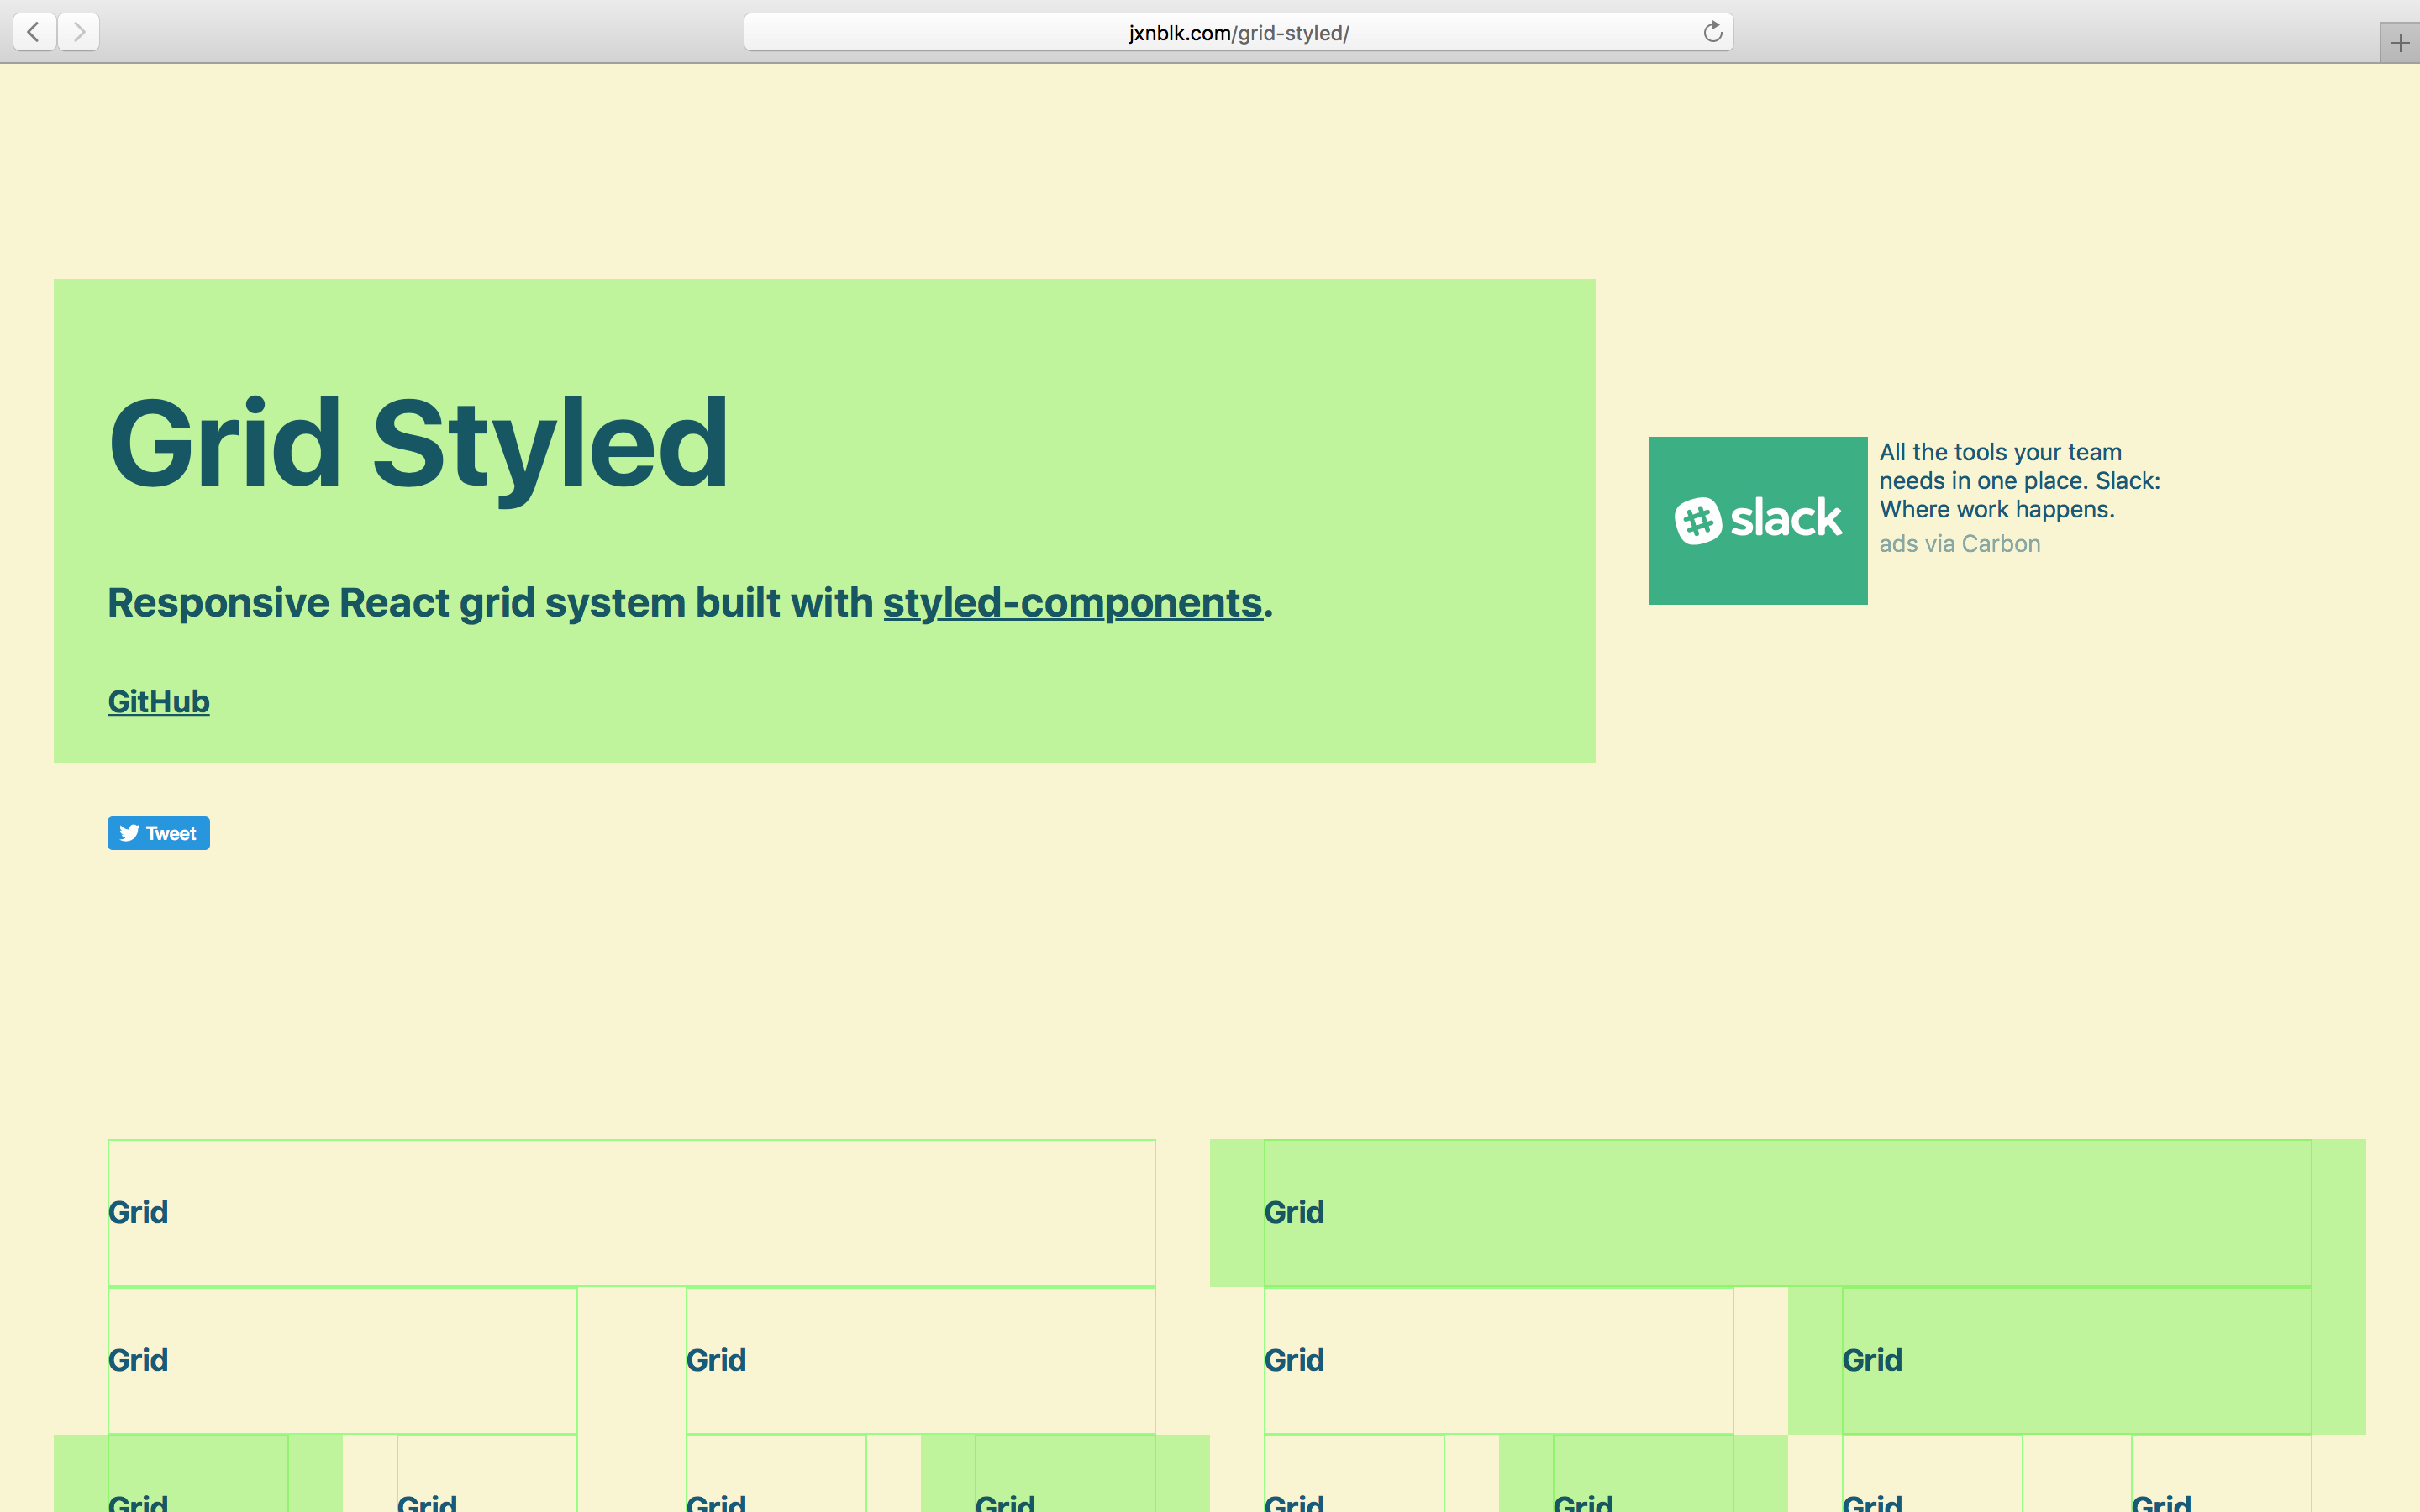 jxnblk.com/grid-styled/
Grid Styled
Responsive React grid system built with styled-components.
GitHub
Tweet
slack
All the tools your team
needs in one place. Slack:
Where work happens.
ads via Carbon
Grid
Grid
Grid
Grid
Grid
Grid
Grid
Grid
Grid
Grid
Grid
Grid
Grid
Grid